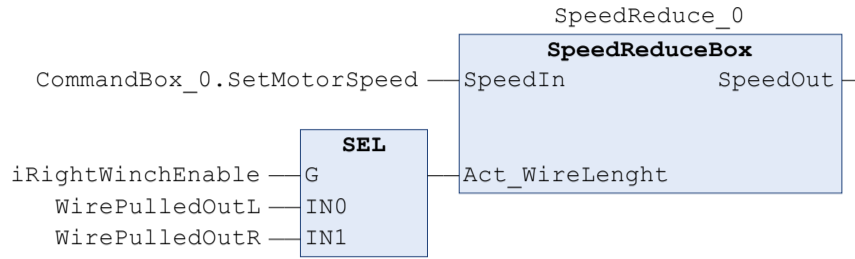 SpeedReduce_0
SpeedReduceBox
CommandBox_0.SetMotorSpeed SpeedIn SpeedOut
SEL
iRightWinchEnable G Act_WireLenght
WirePulledOutL IN0
WirePulledOutR IN1